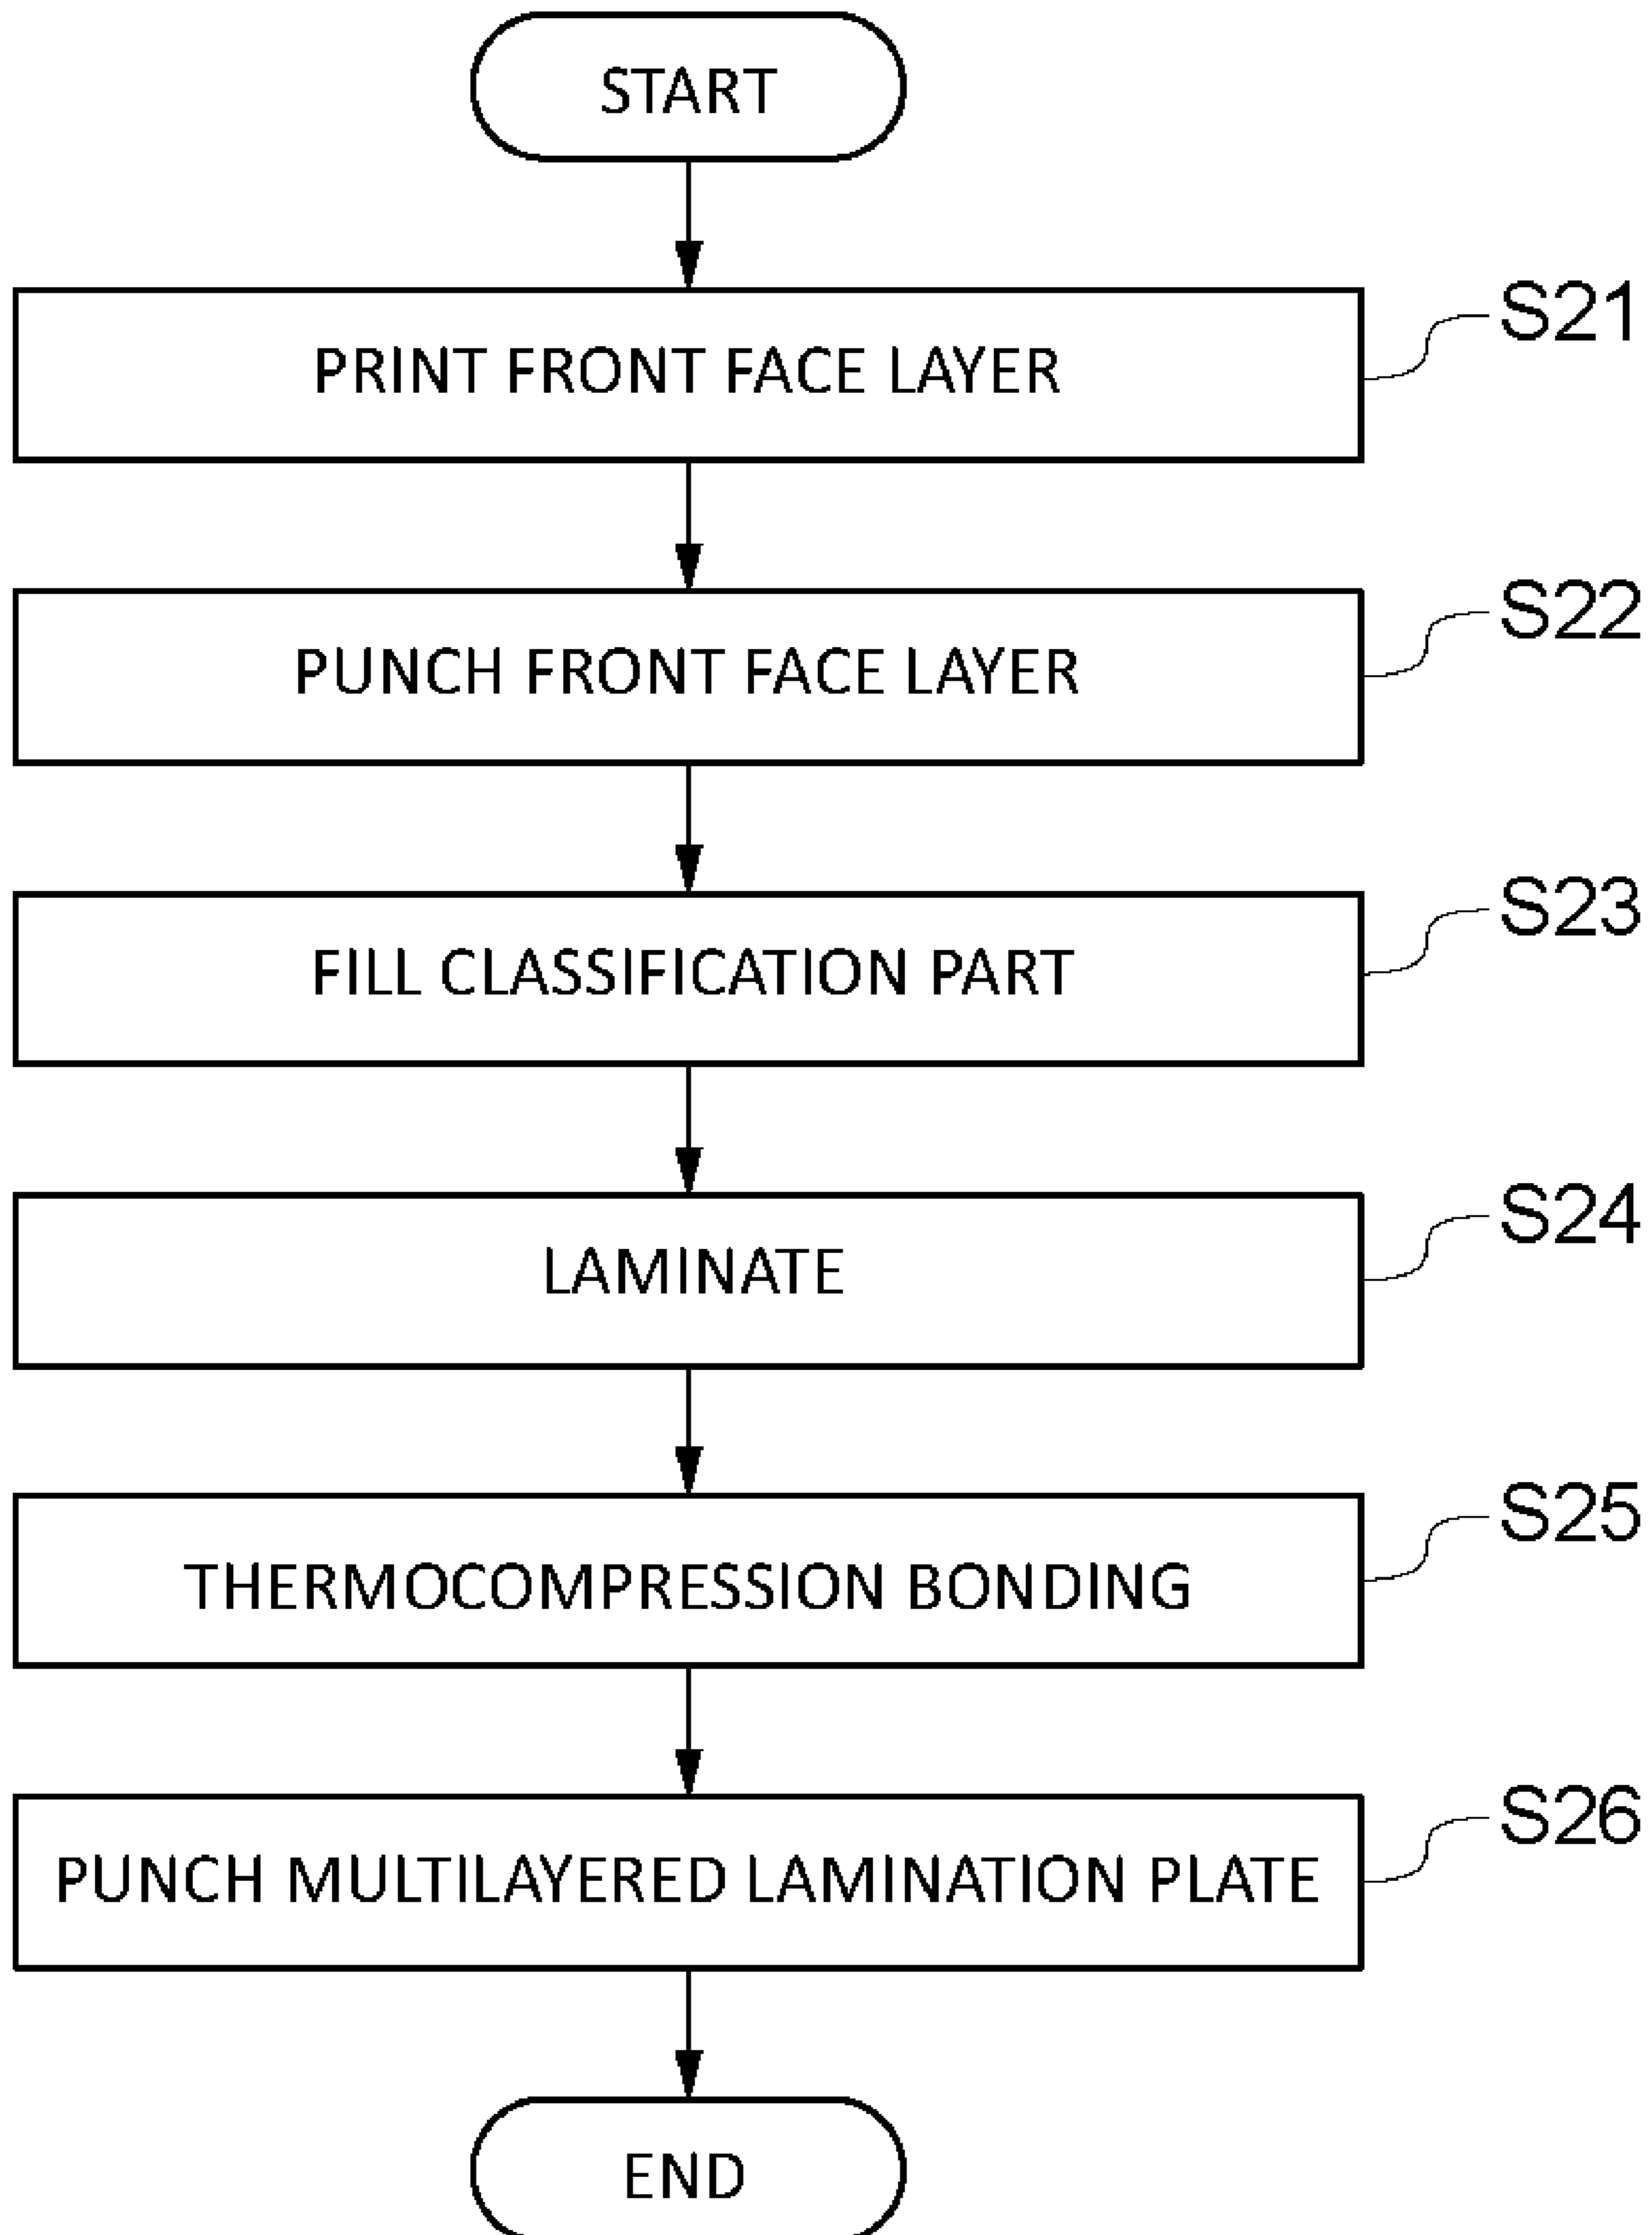 START
PRINT FRONT FACE LAYER
S21
PUNCH FRONT FACE LAYER
S22
FILL CLASSIFICATION PART
S23
LAMINATE
S24
THERMOCOMPRESSION BONDING
S25
PUNCH MULTILAYERED LAMINATION PLATE
S26
END